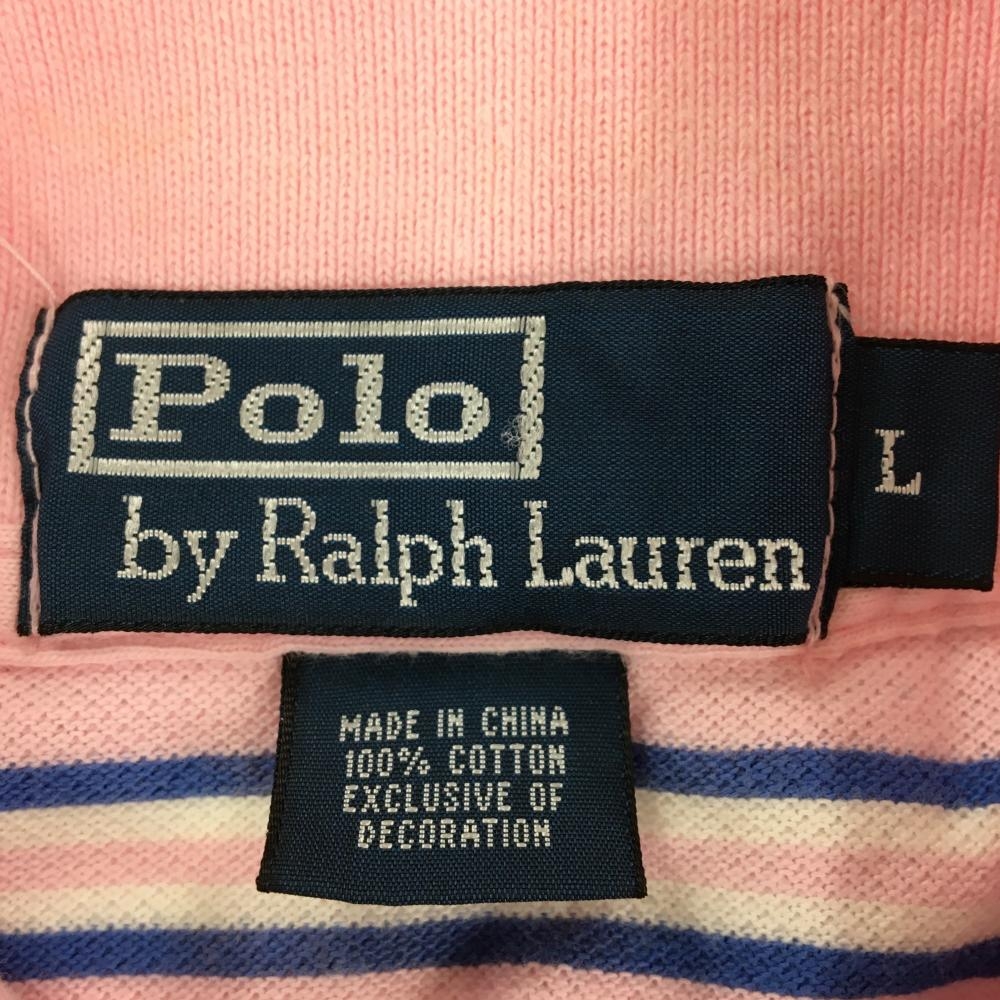 Polo
by Ralph Lauren
L
MADE IN CHINA
100% COTTON
EXCLUSIVE OF
DECORATION